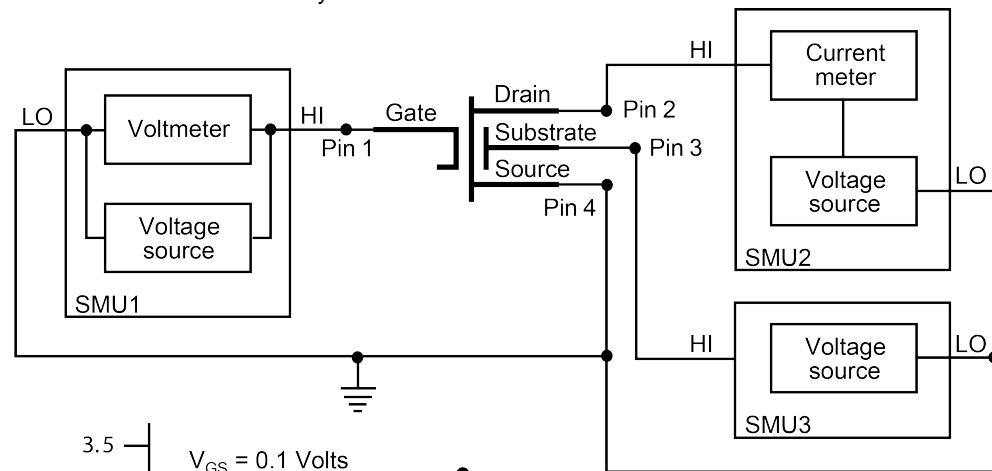 HI
Current
meter
LO
Voltmeter
HI
Gate
Drain
Pin 2
Pin 1
Substrate
Pin 3
Source
Pin 4
Voltage
source
LO
Voltage
source
SMU1
SMU2
HI
Voltage
source
LO
SMU3
3.5
V_GS = 0.1 Volts